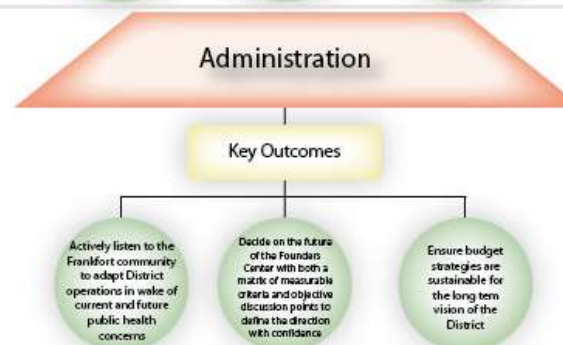 Administration
Key Outcomes
Actively listen to the
Frankfort community
to adapt District
operations in wake of
current and future
public health
concerns
Decide on the future
of the Founders
Center with both a
matrix of measurable
criteria and objective
discussion points to
define the direction
with confidence
Ensure budget
strategies are
sustainable for
the long tem
vision of the
District